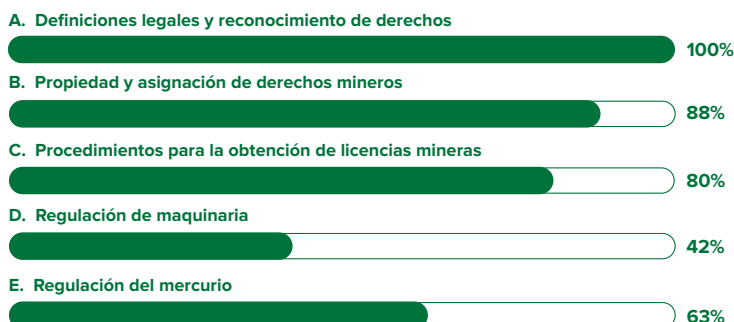 A. Definiciones legales y reconocimiento de derechos
100%
B. Propiedad y asignación de derechos mineros
88%
C. Procedimientos para la obtención de licencias mineras
80%
D. Regulación de maquinaria
42%
E. Regulación del mercurio
63%